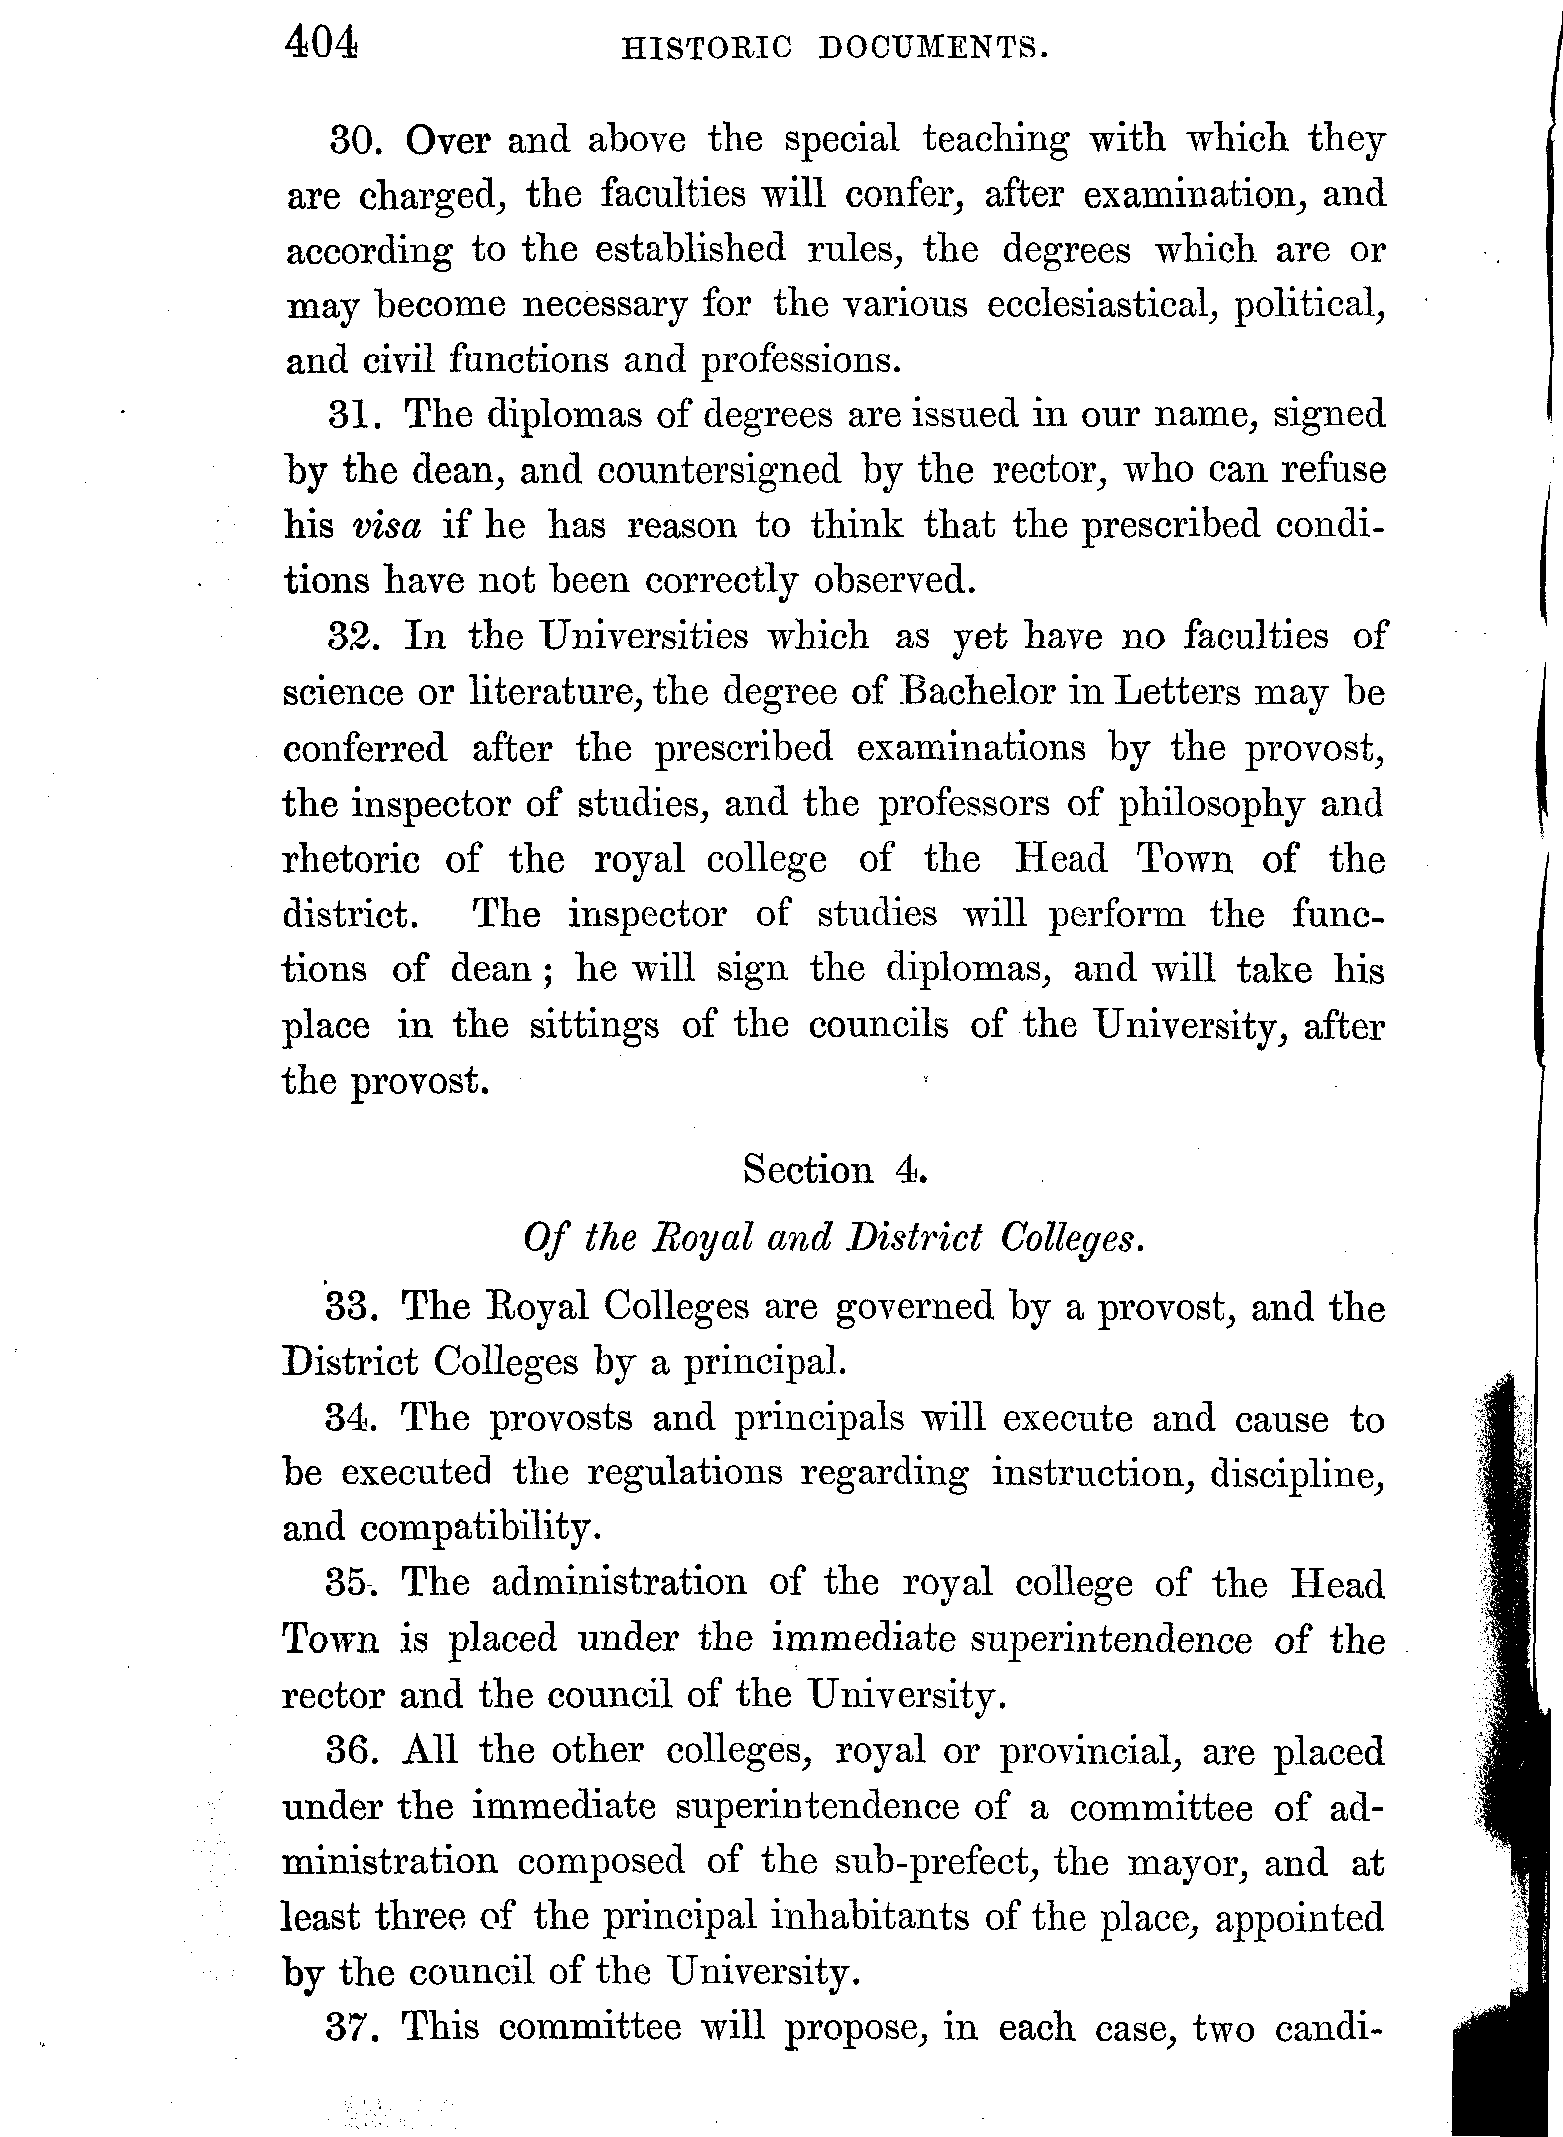 404 HISTORIC DOCUMENTS.
30. Over and above the special teaching with which they
are charged, the faculties will confer, after examination, and
according to the established rules, the degrees which are or
may become necessary for the various ecclesiastical, political,
and civil functions and professions.
31. The diplomas of degrees are issued in our name, signed
by the dean, and countersigned by the rector, who can refuse
his visa if he has reason to think that the prescribed condi-
tions have not been correctly observed.
32. In the Universities which as yet have no faculties of
science or literature, the degree of Bachelor in Letters may be
conferred after the prescribed examinations by the provost,
the inspector of studies, and the professors of philosophy and
rhetoric of the royal college of the Head Town of the
district. The inspector of studies will perform the func-
tions of dean; he will sign the diplomas, and will take his
place in the sittings of the councils of the University, after
the provost.
Section 4.
Of the Royal and District Colleges.
33. The Royal Colleges are governed by a provost, and the
District Colleges by a principal.
34. The provosts and principals will execute and cause to
be executed the regulations regarding instruction, discipline,
and compatibility.
35. The administration of the royal college of the Head
Town is placed under the immediate superintendence of the
rector and the council of the University.
36. All the other colleges, royal or provincial, are placed
under the immediate superintendence of a committee of ad-
ministration composed of the sub-prefect, the mayor, and at
least three of the principal inhabitants of the place, appointed
by the council of the University.
37. This committee will propose, in each case, two candi-